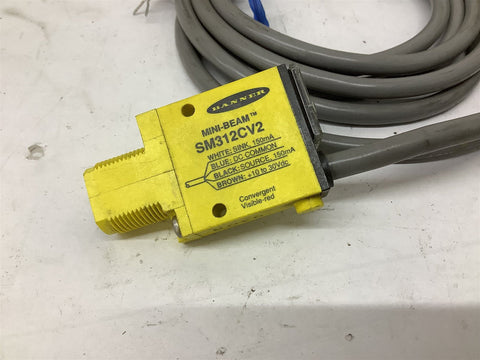 BANNER
MINI-BEAM™
SM312CV2
WHITE: SINK, 150mA
BLUE: DC COMMON
BLACK: SOURCE, 150mA
BROWN: +10 to 30Vdc
Convergent
Visible-red